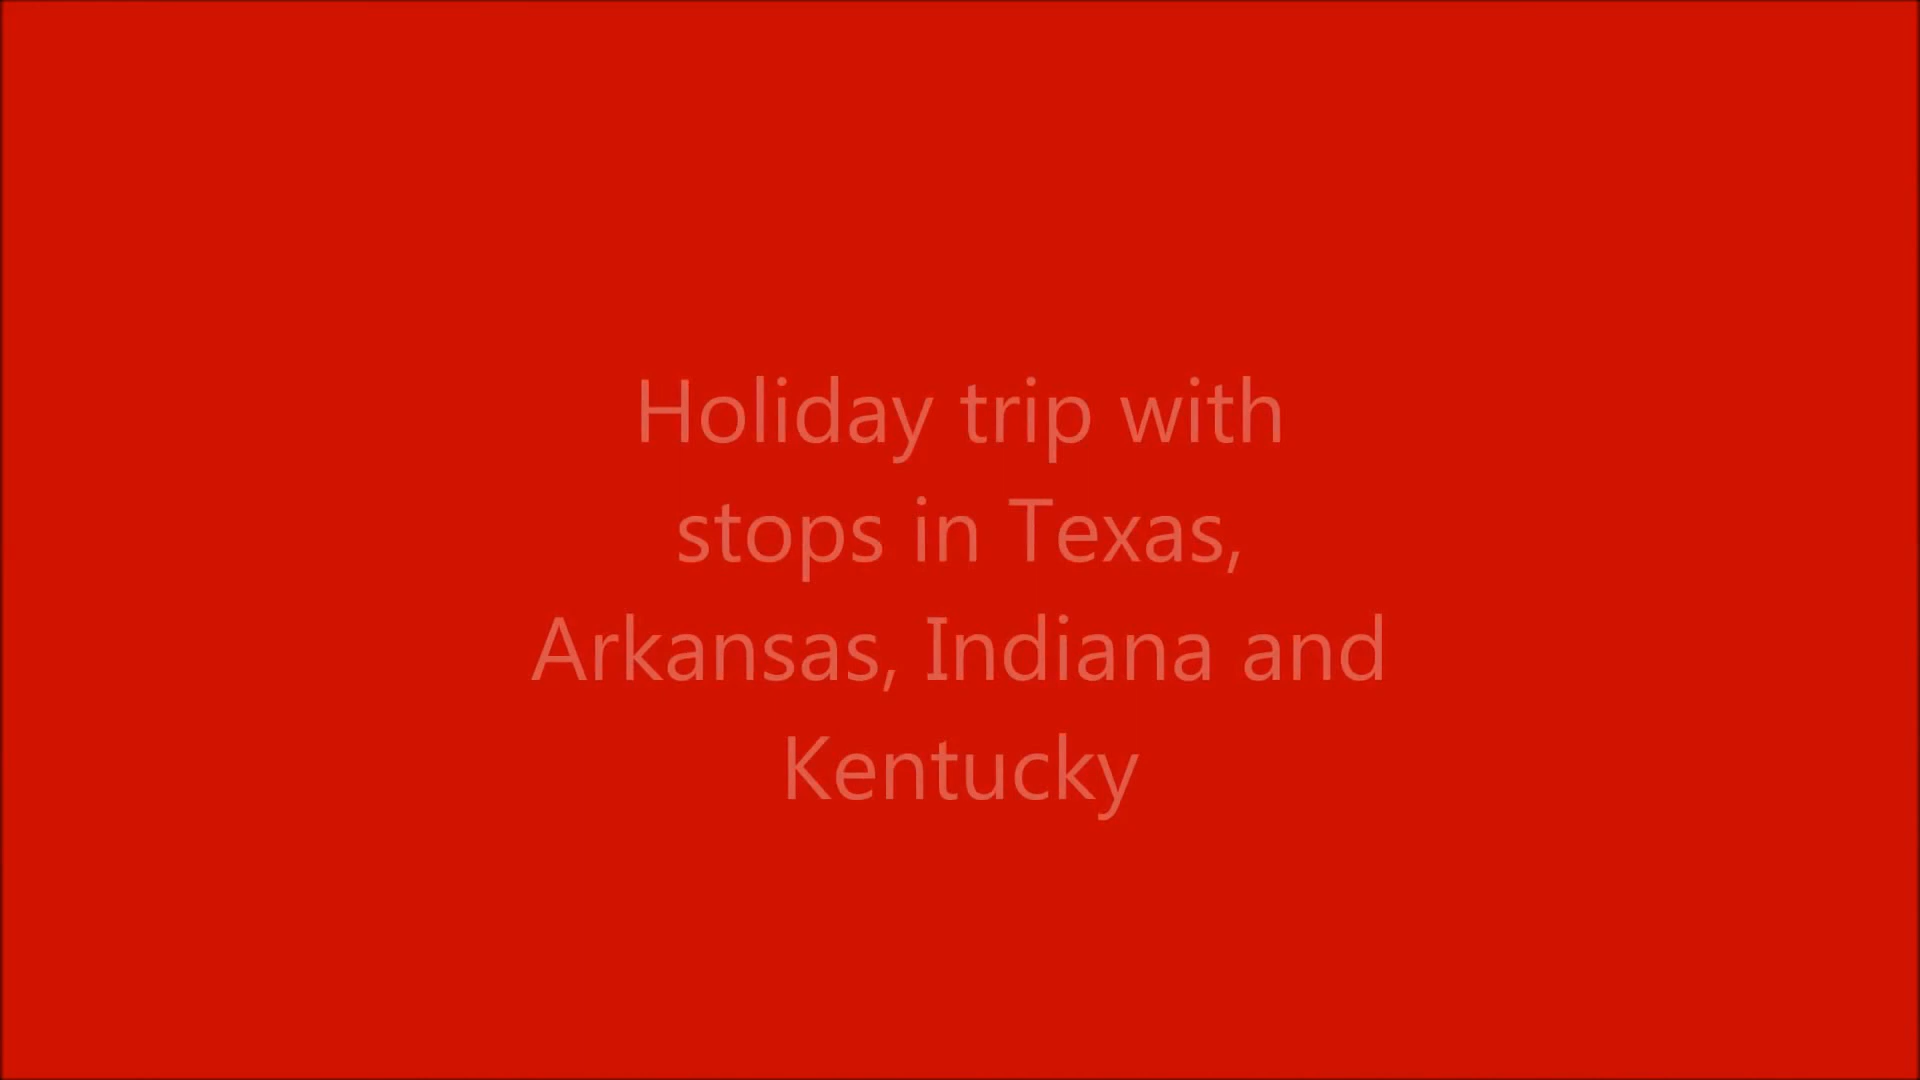 Holiday trip with
stops in Texas,
Arkansas, Indiana and
Kentucky